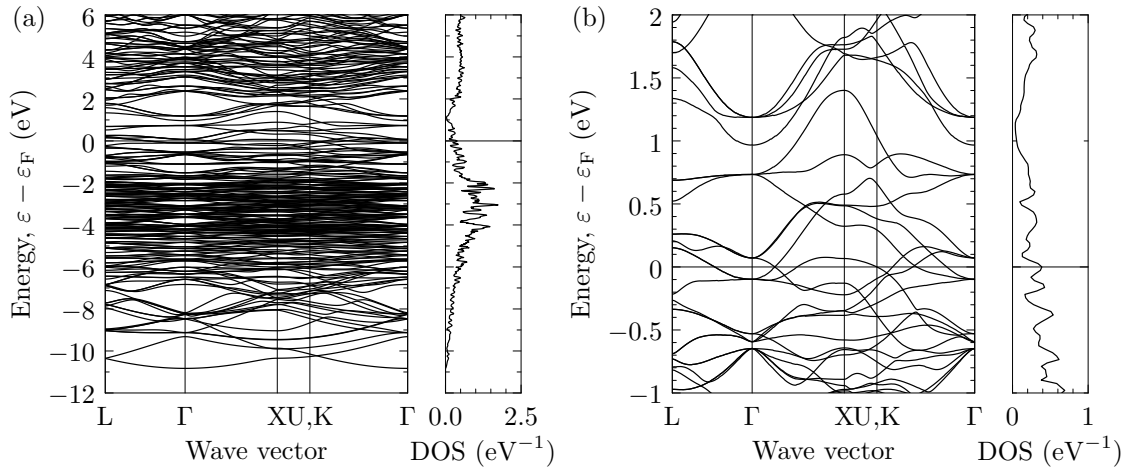 (a)
Energy, ε − ε_F (eV)
6
4
2
0
−2
−4
−6
−8
−10
−12
L Γ XU,K Γ
Wave vector
0.0 2.5
DOS (eV⁻¹)
(b)
Energy, ε − ε_F (eV)
2
1.5
1
0.5
0
−0.5
−1
L Γ XU,K Γ
Wave vector
0 1
DOS (eV⁻¹)